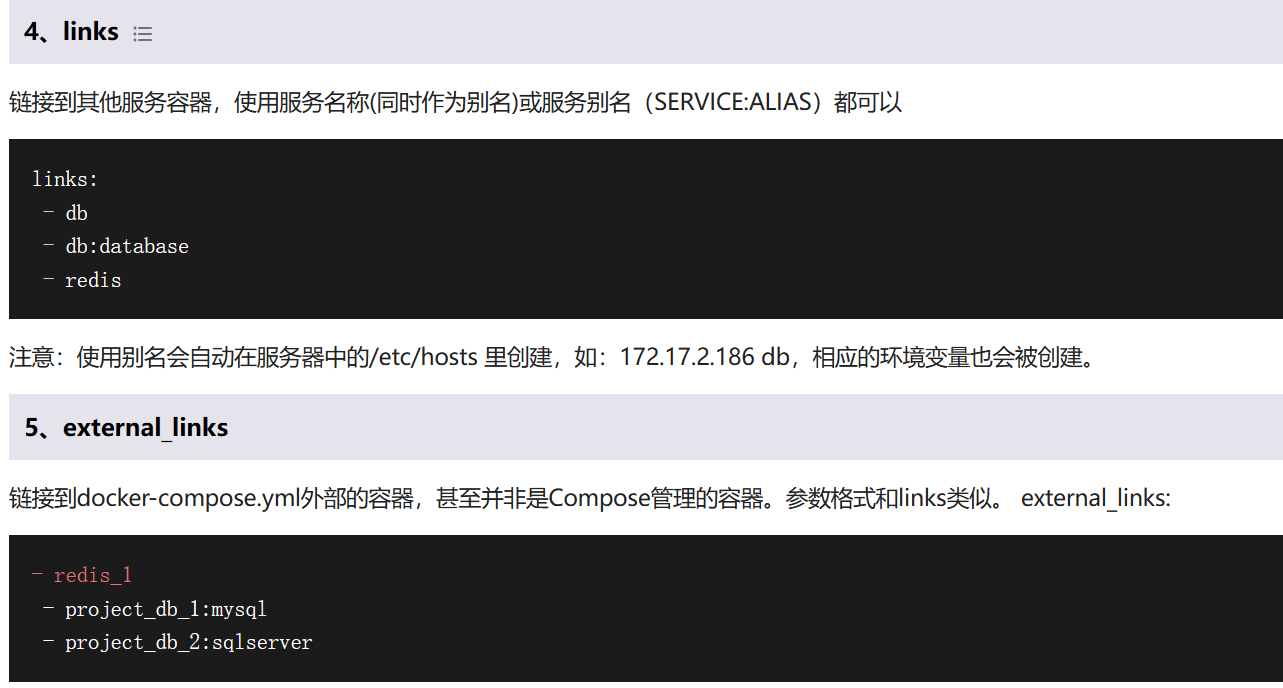 4、links
链接到其他服务容器，使用服务名称(同时作为别名)或服务别名（SERVICE:ALIAS）都可以
links:
- db
- db:database
- redis
注意：使用别名会自动在服务器中的/etc/hosts 里创建，如：172.17.2.186 db，相应的环境变量也会被创建。
5、external_links
链接到docker-compose.yml外部的容器，甚至并非是Compose管理的容器。参数格式和links类似。 external_links:
- redis_1
- project_db_1:mysql
- project_db_2:sqlserver